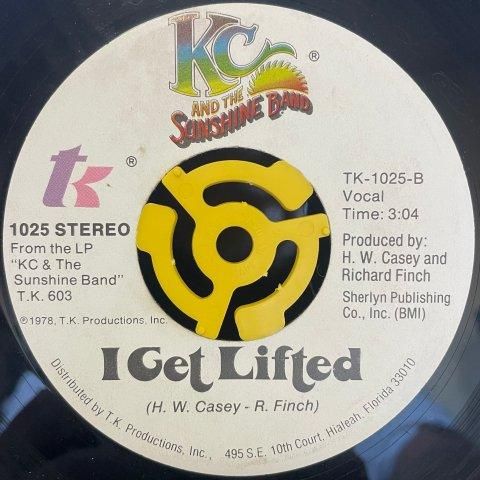 KC
AND THE
SUNSHINE BAND
®
tk ®
1025 STEREO
From the LP
"KC & The
Sunshine Band"
T.K. 603
℗1978, T.K. Productions, Inc.
TK-1025-B
Vocal
Time: 3:04
Produced by:
H. W. Casey and
Richard Finch
Sherlyn Publishing
Co., Inc. (BMI)
I Get Lifted
(H. W. Casey - R. Finch)
Distributed by T.K. Productions, Inc., 495 S.E. 10th Court, Hialeah, Florida 33010